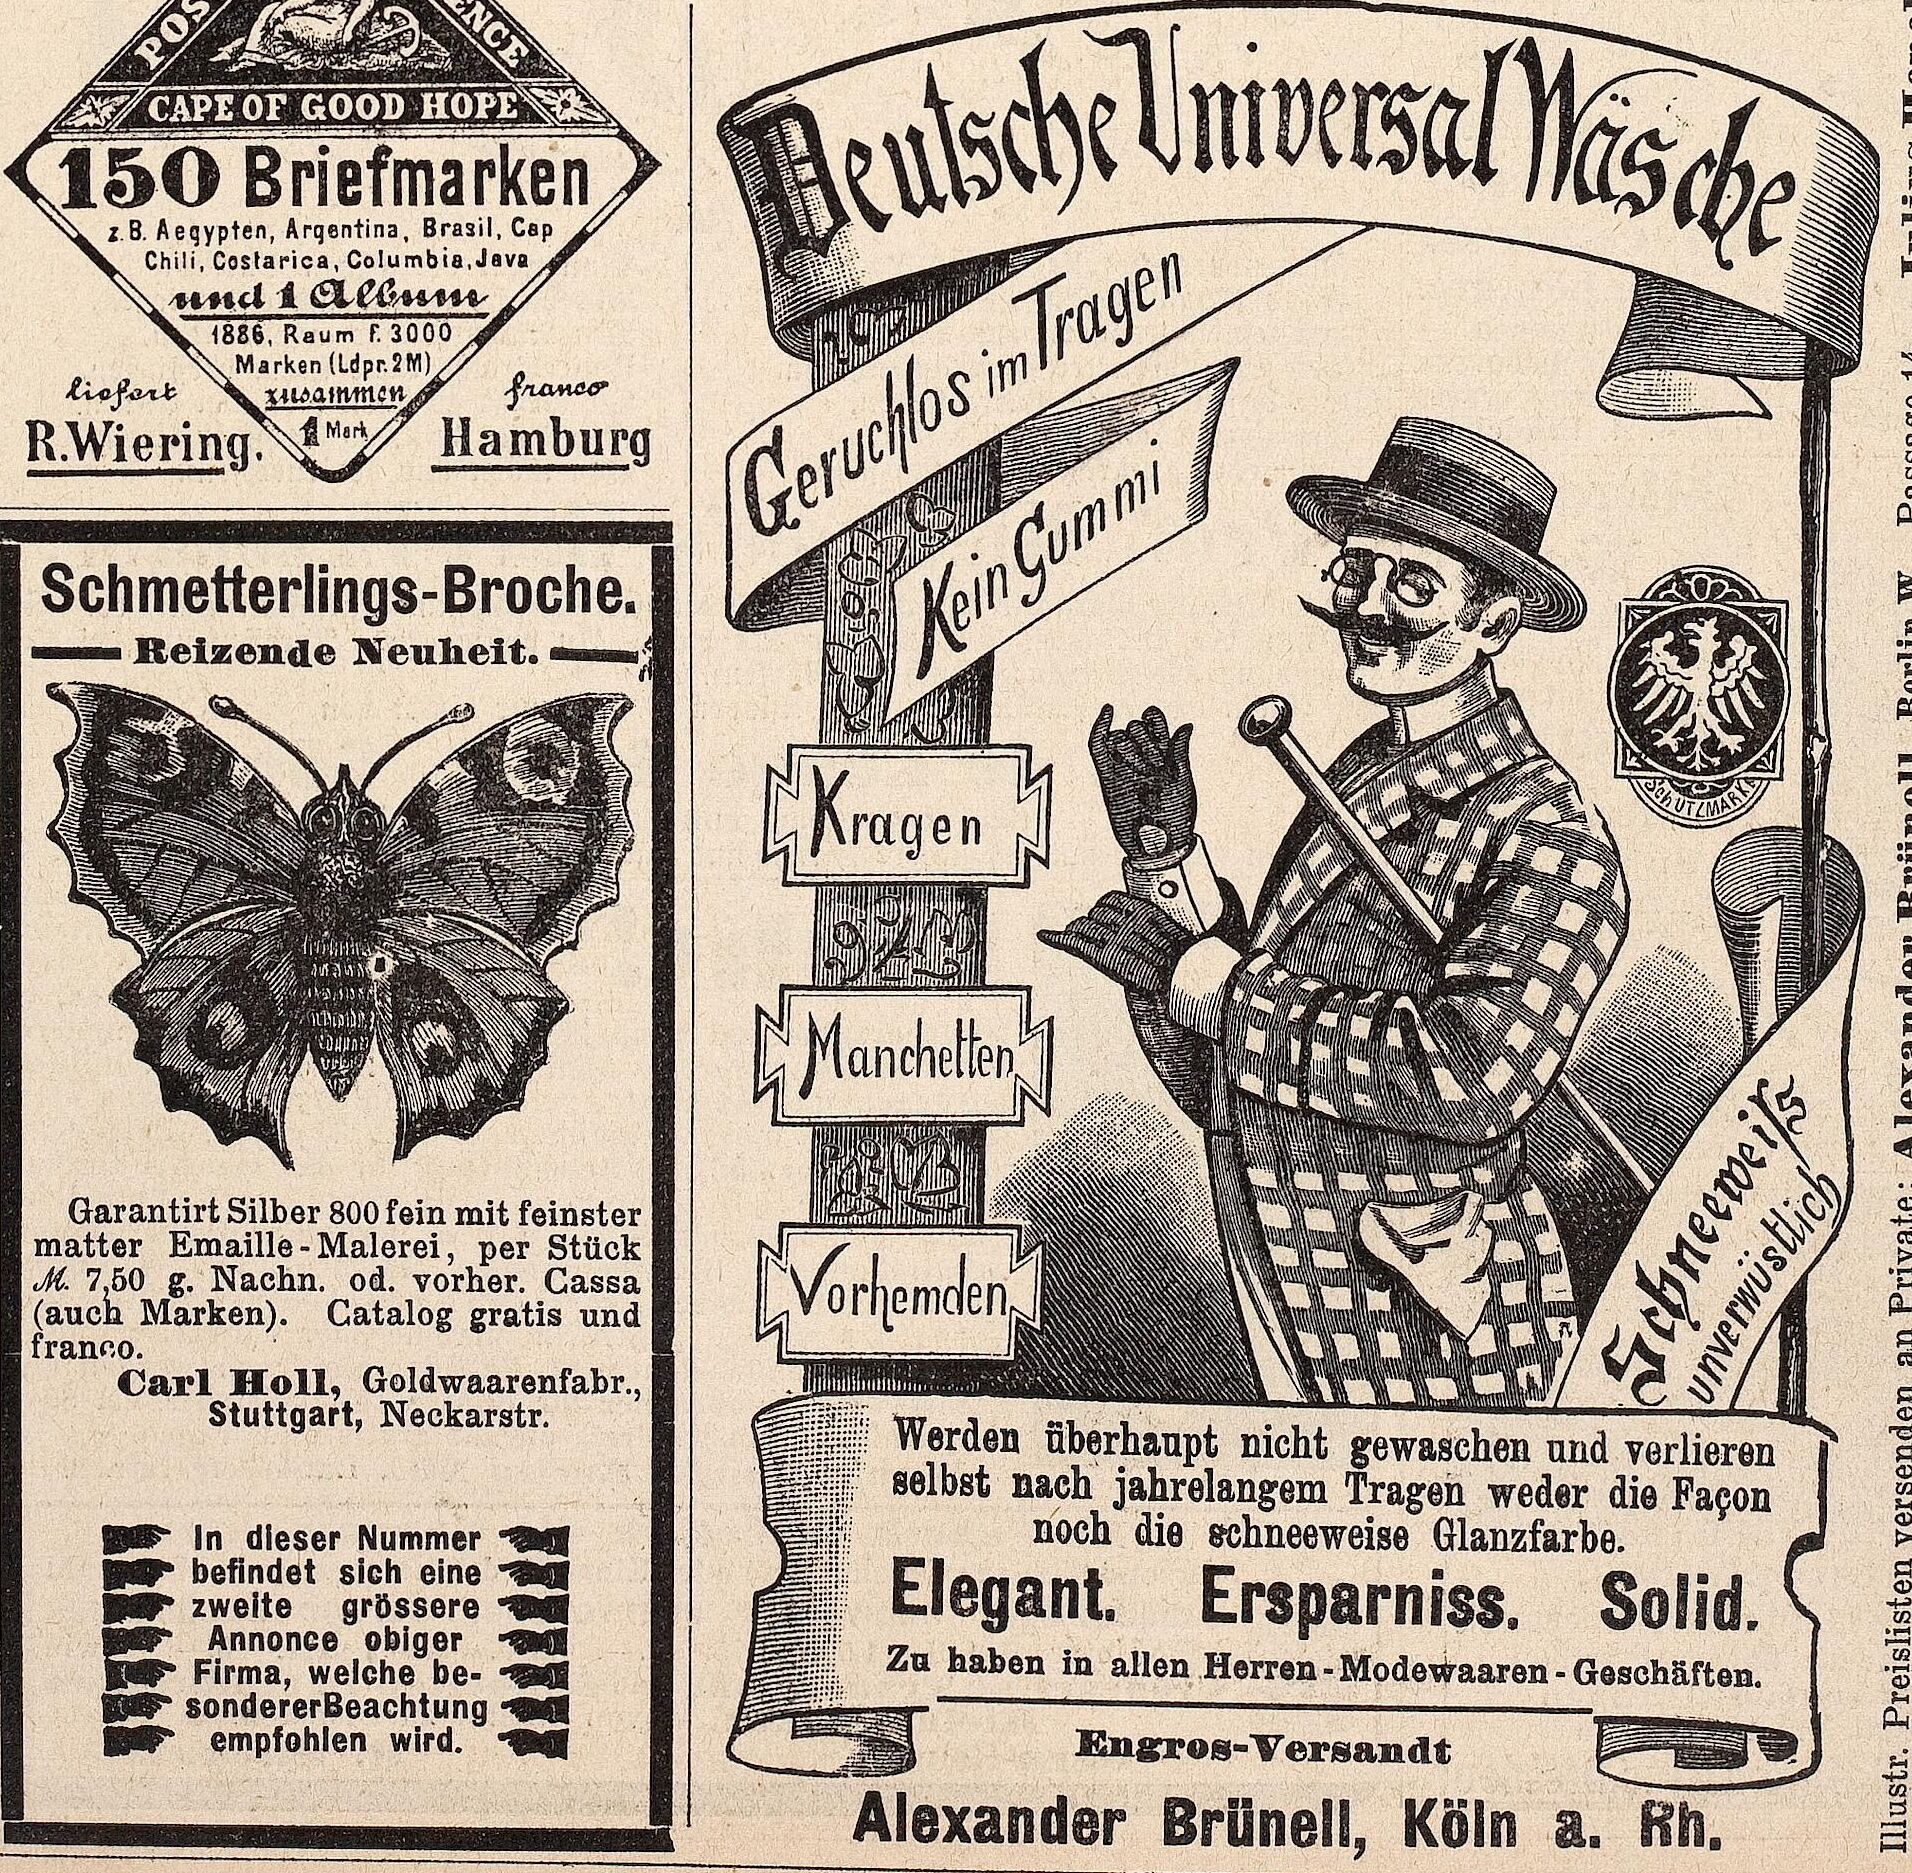 POS
ENCE
CAPE OF GOOD HOPE
150 Briefmarken
z.B. Aegypten, Argentina, Brasil, Cap
Chili, Costarica, Columbia, Java
und 1 Album
1886, Raum f. 3000
Marken (Ldpr. 2M)
zusammen
1 Mark
liefert
franco
R. Wiering.
Hamburg
Schmetterlings-Broche.
Reizende Neuheit.
Garantirt Silber 800 fein mit feinster
matter Emaille-Malerei, per Stück
M. 7,50 g. Nachn. od. vorher. Cassa
(auch Marken). Catalog gratis und
franco.
Carl Holl, Goldwaarenfabr.,
Stuttgart, Neckarstr.
In dieser Nummer
befindet sich eine
zweite grössere
Annonce obiger
Firma, welche be-
sonderer Beachtung
empfohlen wird.
Deutsche Universal Wäsche
Geruchlos im Tragen
Kein Gummi
SCHUTZMARKE
Kragen
Manchetten
Vorhemden
Schneeweiß
unverwüstlich
Werden überhaupt nicht gewaschen und verlieren
selbst nach jahrelangem Tragen weder die Façon
noch die schneeweise Glanzfarbe.
Elegant. Ersparniss. Solid.
Zu haben in allen Herren-Modewaaren-Geschäften.
Engros-Versandt
Alexander Brünell, Köln a. Rh.
Illustr. Preislisten versenden an Private: Alexander Brünell, Berlin W., Passage 14. Julius